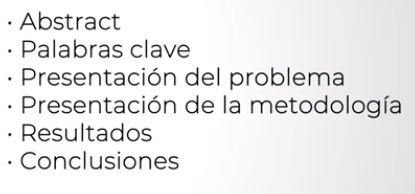 · Abstract
· Palabras clave
· Presentación del problema
· Presentación de la metodología
· Resultados
· Conclusiones